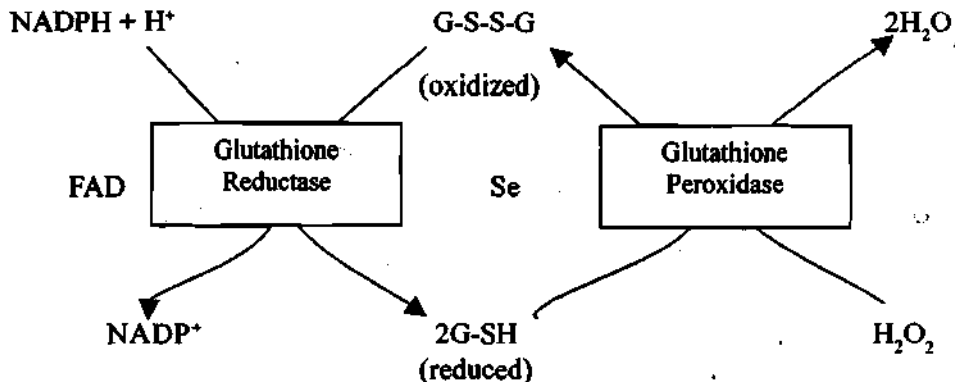 NADPH + H⁺ G-S-S-G 2H₂O
(oxidized)
Glutathione
Reductase
Glutathione
Peroxidase
FAD Se
NADP⁺ 2G-SH H₂O₂
(reduced)